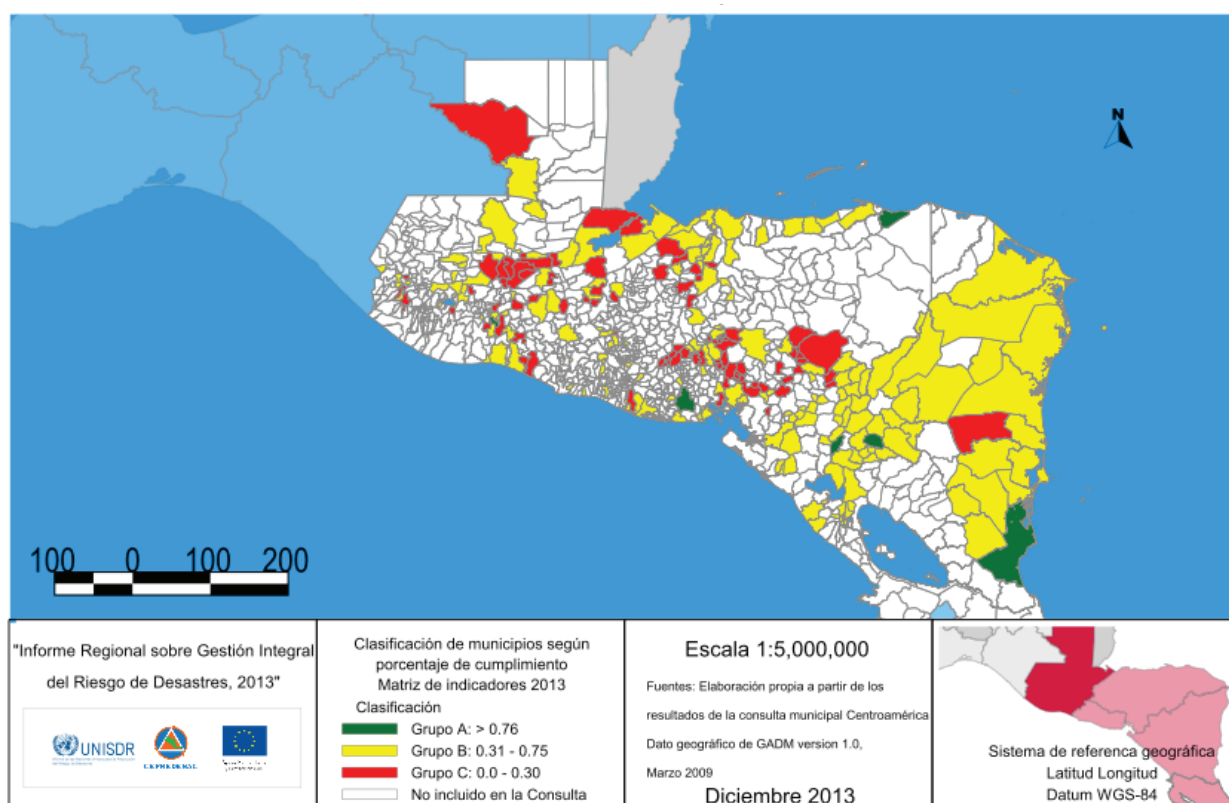 N
100 0 100 200
"Informe Regional sobre Gestión Integral
del Riesgo de Desastres, 2013"
UNISDR
CEPREDENAC
Clasificación de municipios según
porcentaje de cumplimiento
Matriz de indicadores 2013
Clasificación
Grupo A: > 0.76
Grupo B: 0.31 - 0.75
Grupo C: 0.0 - 0.30
No incluido en la Consulta
Escala 1:5,000,000
Fuentes: Elaboración propia a partir de los
resultados de la consulta municipal Centroamérica
Dato geográfico de GADM version 1.0,
Marzo 2009
Diciembre 2013
Sistema de referenca geográfica
Latitud Longitud
Datum WGS-84